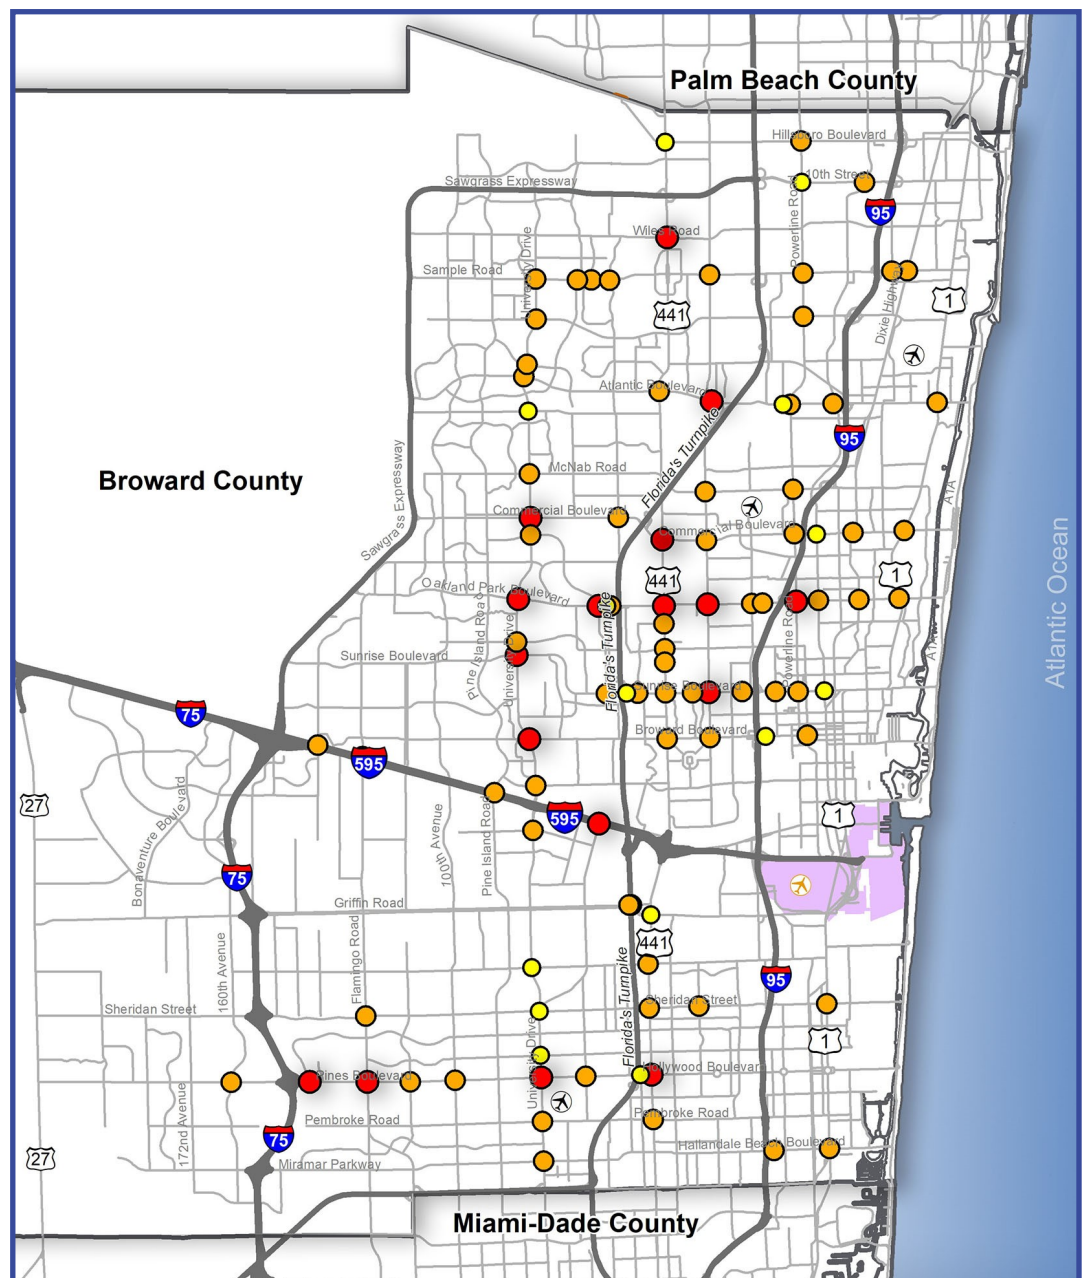 Palm Beach County
Hillsboro Boulevard
10th Street
Sawgrass Expressway
Powerline Road
95
Wiles Road
University Drive
Sample Road
441
1
Dixie Highway
Atlantic Boulevard
Florida's Turnpike
95
McNab Road
Broward County
Sawgrass Expressway
A1A
Commercial Boulevard
Commercial Boulevard
441
1
Oakland Park Boulevard
Pine Island Road
University Drive
Florida's Turnpike
Powerline Road
A1A
Atlantic Ocean
Sunrise Boulevard
Sunrise Boulevard
75
Broward Boulevard
595
27
Bonaventure Boulevard
595
1
100th Avenue
Pine Island Road
75
Griffin Road
441
160th Avenue
Flamingo Road
Florida's Turnpike
95
Sheridan Street
Sheridan Street
1
University Drive
Pines Boulevard
Hollywood Boulevard
172nd Avenue
Pembroke Road
Pembroke Road
75
Hallandale Beach Boulevard
27
Miramar Parkway
Miami-Dade County